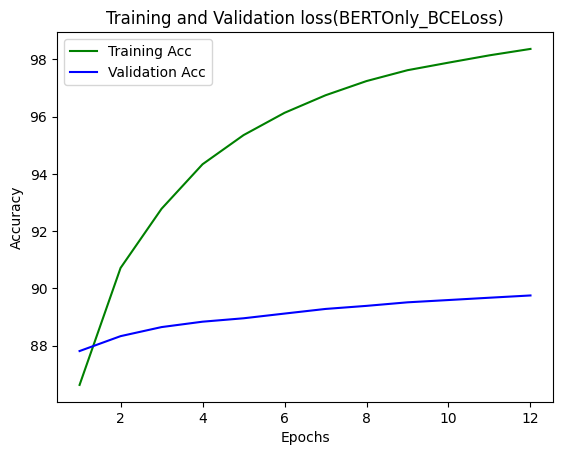 Training and Validation loss(BERTOnly_BCELoss)
Training Acc
Validation Acc
98
96
94
92
90
88
Accuracy
2
4
6
8
10
12
Epochs